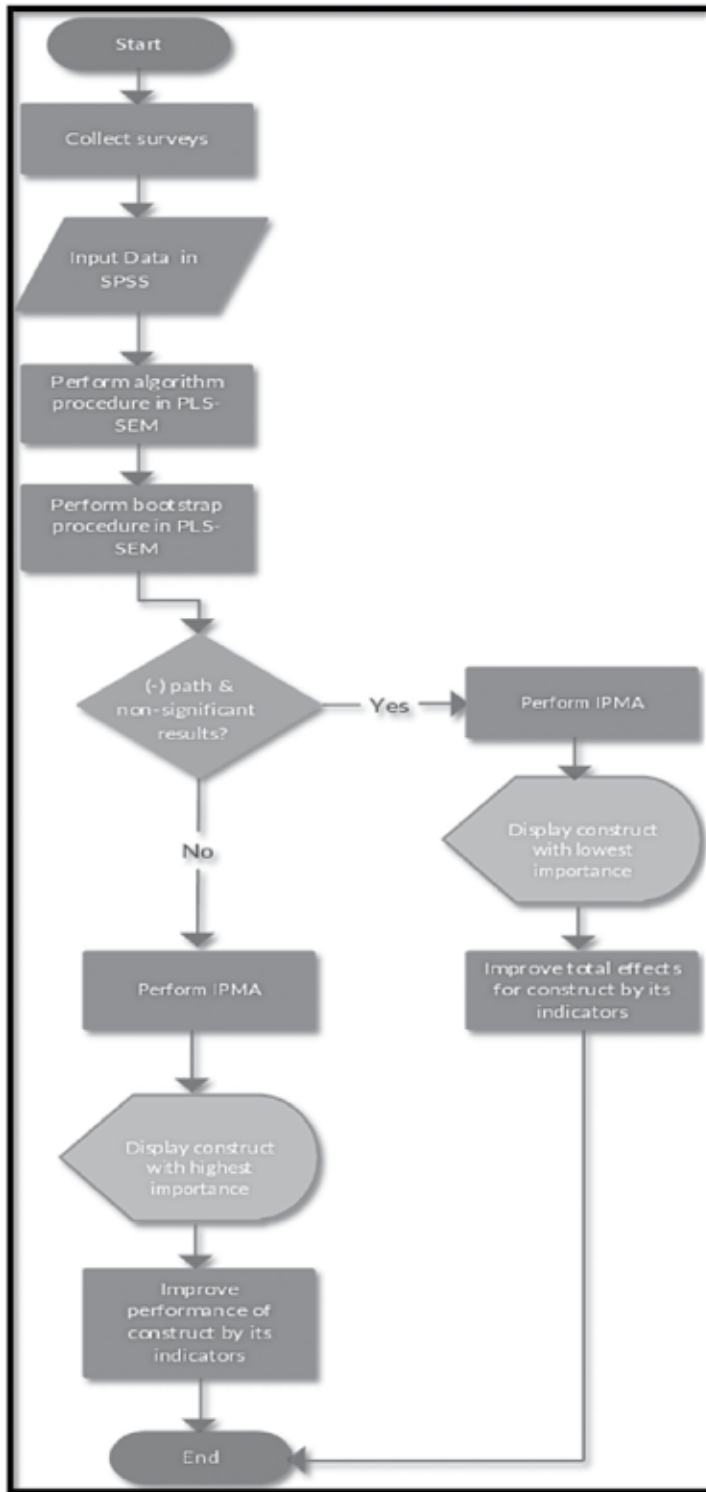 Start
Collect surveys
Input Data in
SPSS
Perform algorithm
procedure in PLS-
SEM
Perform bootstrap
procedure in PLS-
SEM
(-) path &
non-significant
results?
Yes
Perform IPMA
Display construct
with lowest
importance
Improve total effects
for construct by its
indicators
No
Perform IPMA
Display construct
with highest
importance
Improve
performance of
construct by its
indicators
End